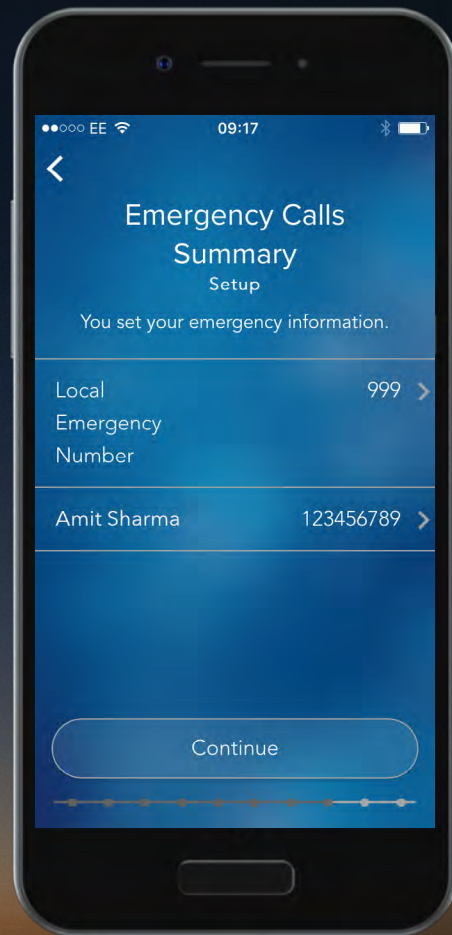 EE 09:17
Emergency Calls
Summary
Setup
You set your emergency information.
Local 999
Emergency
Number
Amit Sharma 123456789
Continue